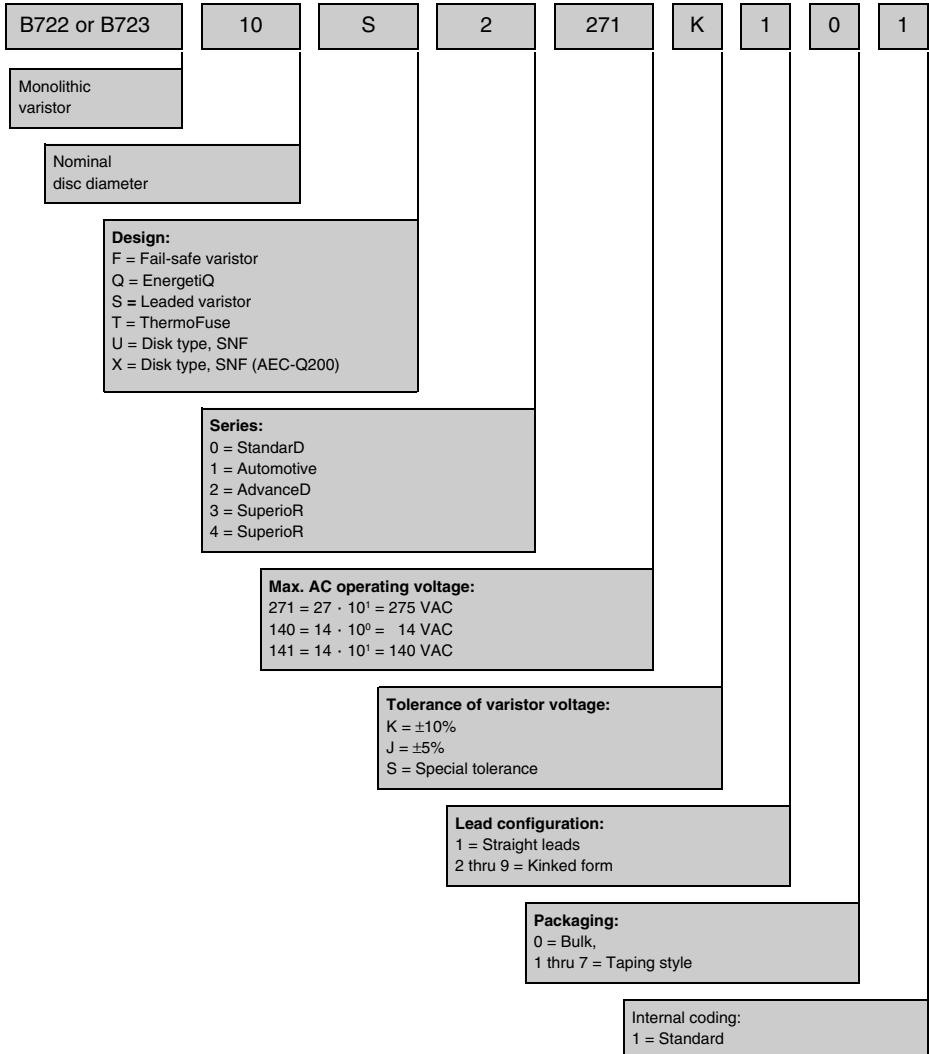 B722 or B723 10 S 2 271 K 1 0 1
Monolithic
varistor
Nominal
disc diameter
Design:
F = Fail-safe varistor
Q = EnergetiQ
S = Leaded varistor
T = ThermoFuse
U = Disk type, SNF
X = Disk type, SNF (AEC-Q200)
Series:
0 = StandarD
1 = Automotive
2 = AdvanceD
3 = SuperioR
4 = SuperioR
Max. AC operating voltage:
271 = 27 · 10¹ = 275 VAC
140 = 14 · 10⁰ = 14 VAC
141 = 14 · 10¹ = 140 VAC
Tolerance of varistor voltage:
K = ±10%
J = ±5%
S = Special tolerance
Lead configuration:
1 = Straight leads
2 thru 9 = Kinked form
Packaging:
0 = Bulk,
1 thru 7 = Taping style
Internal coding:
1 = Standard